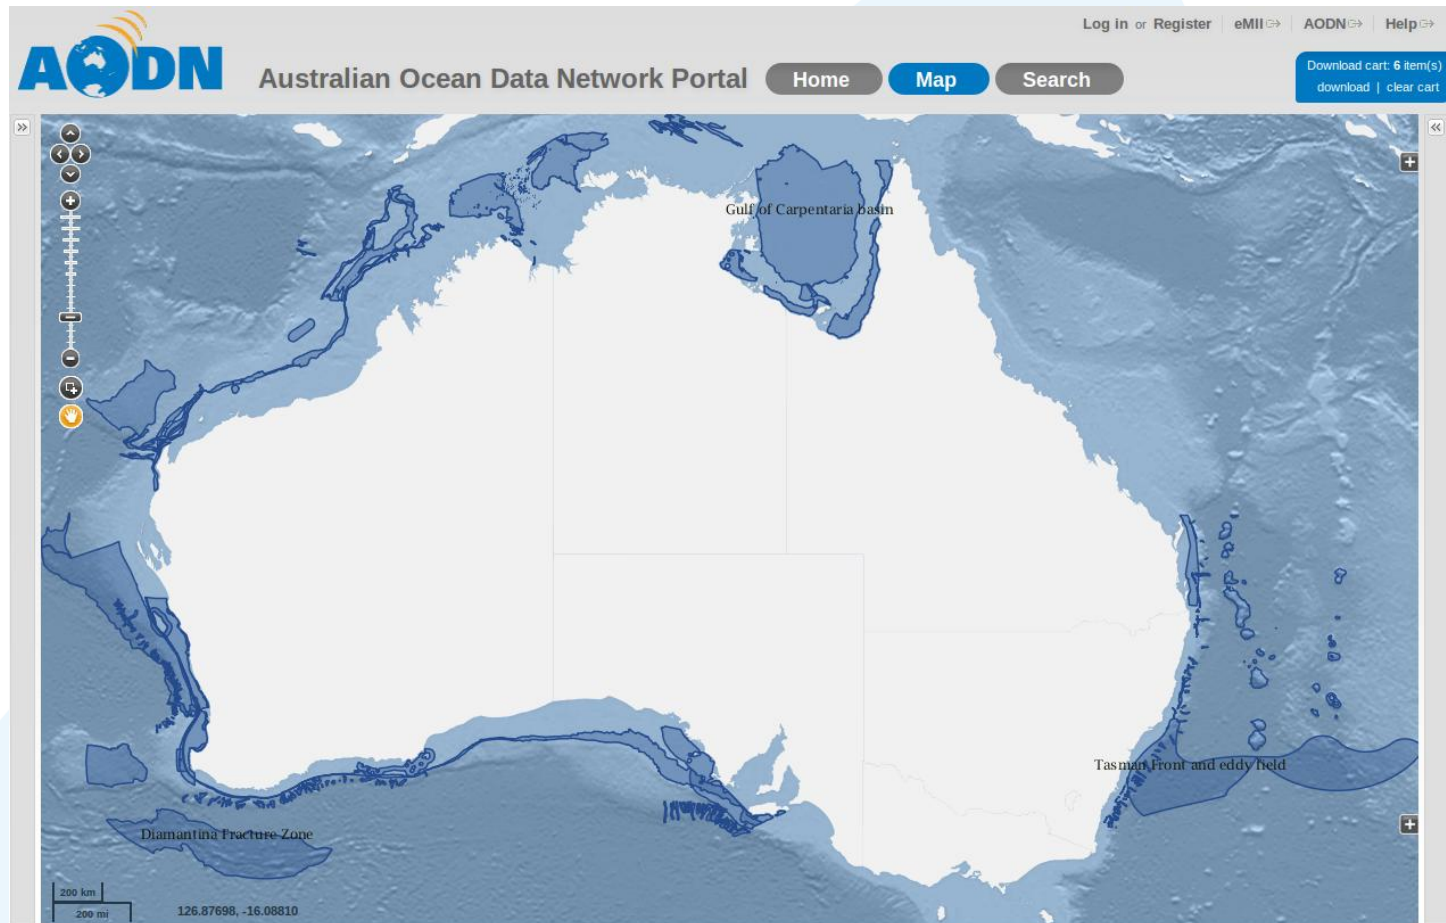 Log in or Register eMII AODN Help
AODN
Australian Ocean Data Network Portal
Home
Map
Search
Download cart: 6 item(s)
download | clear cart
Gulf of Carpentaria basin
Tasman Front and eddy field
Diamantina Fracture Zone
200 km
200 mi
126.87698, -16.08810